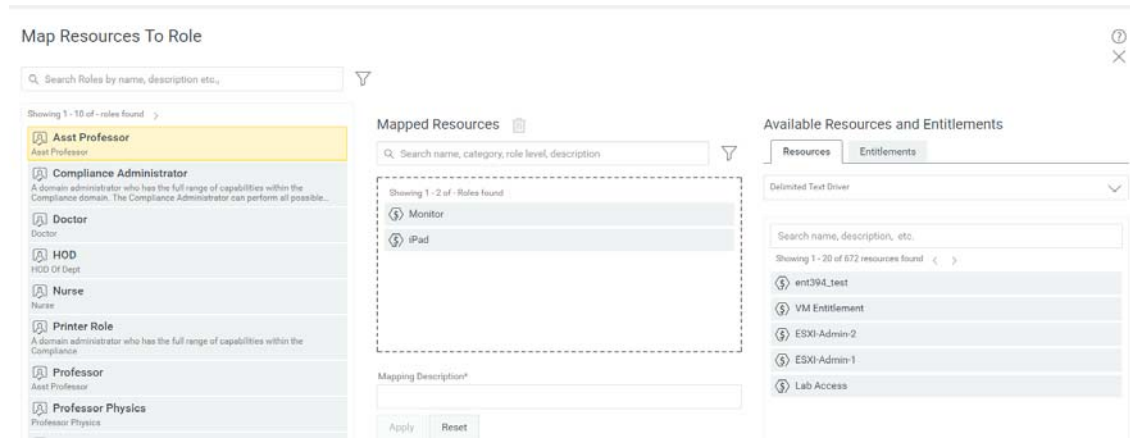 Map Resources To Role
Search Roles by name, description etc.,
Showing 1 - 10 of - roles found
Asst Professor
Asst Professor
Compliance Administrator
A domain administrator who has the full range of capabilities within the
Compliance domain. The Compliance Administrator can perform all possible...
Doctor
Doctor
HOD
HOD Of Dept
Nurse
Nurse
Printer Role
A domain administrator who has the full range of capabilities within the
Compliance
Professor
Asst Professor
Professor Physics
Professor Physics
Mapped Resources
Search name, category, role level, description
Showing 1 - 2 of - Roles found
Monitor
iPad
Mapping Description*
Apply Reset
Available Resources and Entitlements
Resources Entitlements
Delimited Text Driver
Search name, description, etc.
Showing 1 - 20 of 672 resources found
ent394_test
VM Entitlement
ESXI-Admin-2
ESXI-Admin-1
Lab Access